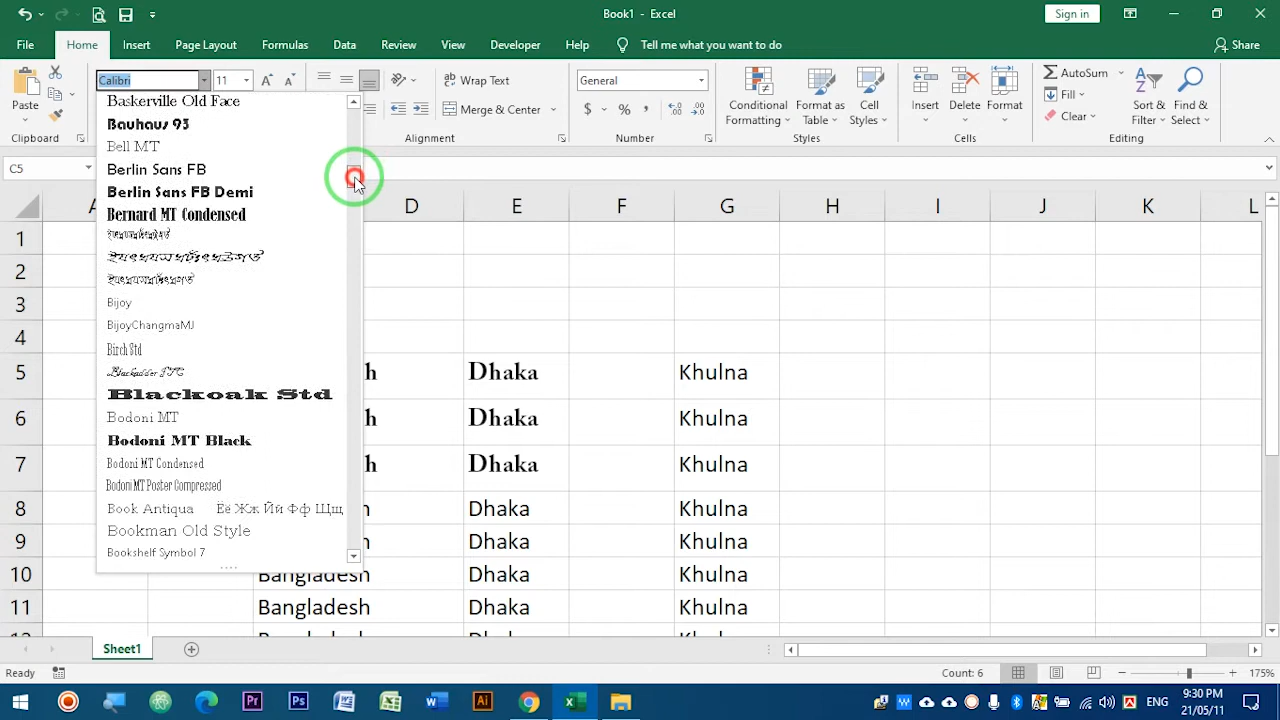 Book1 - Excel
Sign in
File Home Insert Page Layout Formulas Data Review View Developer Help Tell me what you want to do Share
Calibri 11 Wrap Text General AutoSum
Paste Merge & Center $ % Conditional Formatting Format as Table Cell Styles Insert Delete Format Fill Sort & Filter Find & Select
Clear
Clipboard Alignment Number Styles Cells Editing
C5
Baskerville Old Face
Bauhaus 93
Bell MT
Berlin Sans FB
Berlin Sans FB Demi
Bernard MT Condensed
Bijoy
BijoyChangmaMJ
Birch Std
Blackadder ITC
Blackoak Std
Bodoni MT
Bodoni MT Black
Bodoni MT Condensed
Bodoni MT Poster Compressed
Book Antiqua Ёё Жж Йй Фф Щщ
Bookman Old Style
Bookshelf Symbol 7
D E F G H I J K L
1
2
3
4
5 h Dhaka Khulna
6 h Dhaka Khulna
7 h Dhaka Khulna
8 h Dhaka Khulna
9 h Dhaka Khulna
10 Bangladesh Dhaka Khulna
11 Bangladesh Dhaka Khulna
Sheet1
Ready Count: 6 175%
ENG 9:30 PM
21/05/11